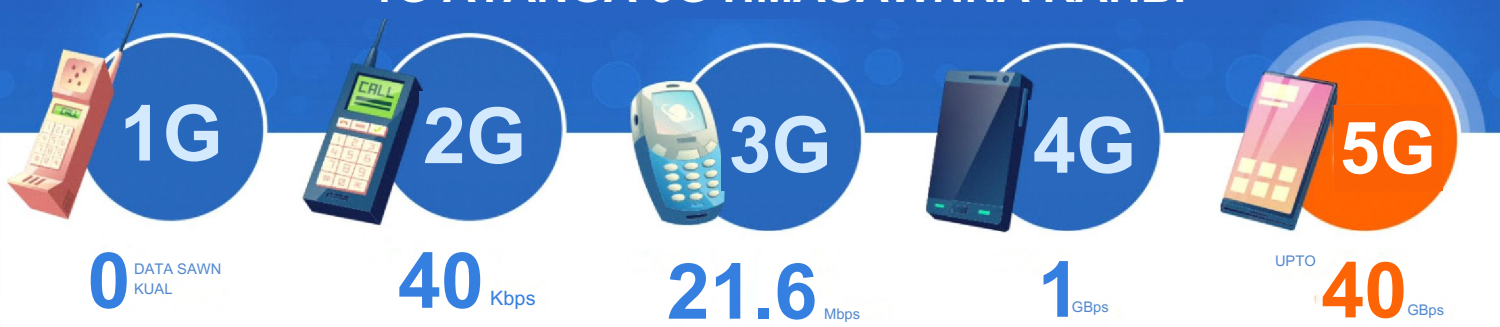 1G
CALL
2G
3G
4G
5G
0 DATA SAWN
KUAL
40 Kbps
21.6 Mbps
1 GBps
UPTO 40 GBps